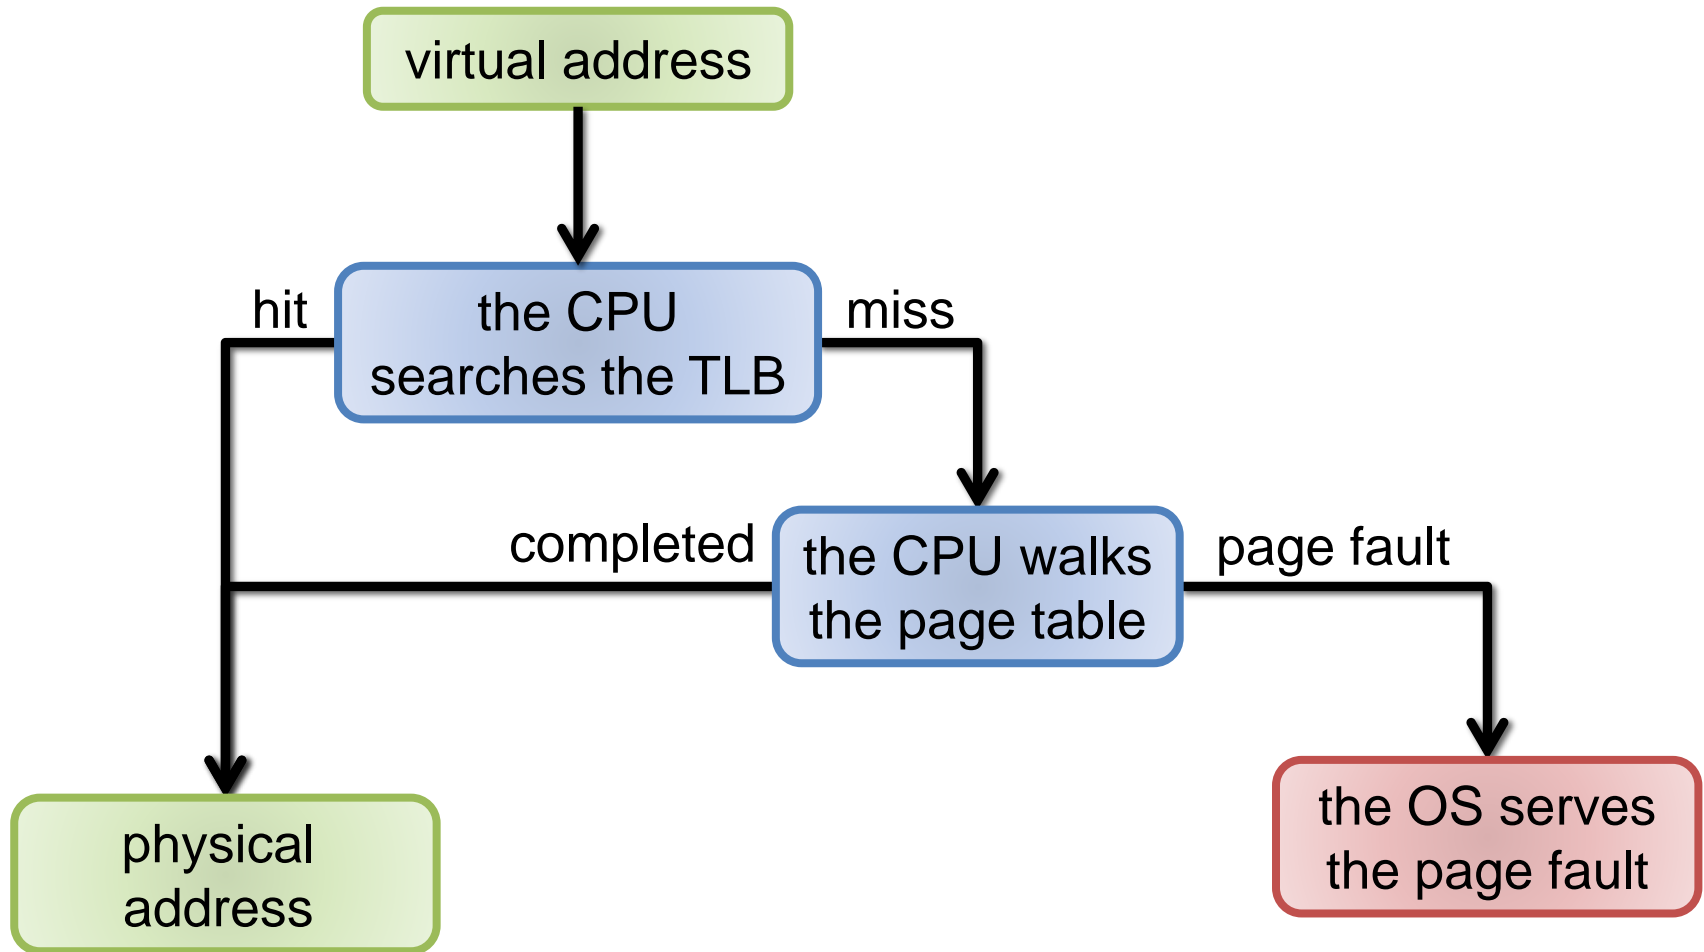 virtual address
hit
the CPU
searches the TLB
miss
completed
the CPU walks
the page table
page fault
physical
address
the OS serves
the page fault